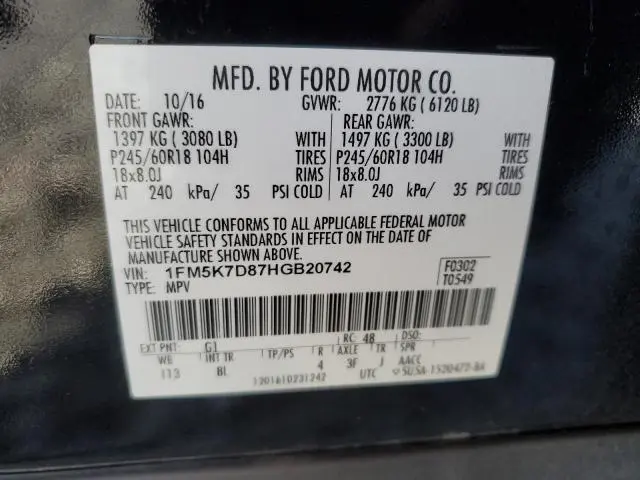 MFD. BY FORD MOTOR CO.
DATE: 10/16 GVWR: 2776 KG ( 6120 LB)
FRONT GAWR: REAR GAWR:
1397 KG ( 3080 LB) WITH 1497 KG ( 3300 LB) WITH
P245/60R18 104H TIRES P245/60R18 104H TIRES
18x8.0J RIMS 18x8.0J RIMS
AT 240 kPa/ 35 PSI COLD AT 240 kPa/ 35 PSI COLD
THIS VEHICLE CONFORMS TO ALL APPLICABLE FEDERAL MOTOR
VEHICLE SAFETY STANDARDS IN EFFECT ON THE DATE OF
MANUFACTURE SHOWN ABOVE.
VIN: 1FM5K7D87HGB20742 F0302
TYPE: MPV T0549
EXT PNT: G1 RC: 48 DSO:
WB INT TR TP/PS R AXLE TR SPR
113 BL 4 3F J AACC
1201610231242 UTC 5U5A-1520472-BA